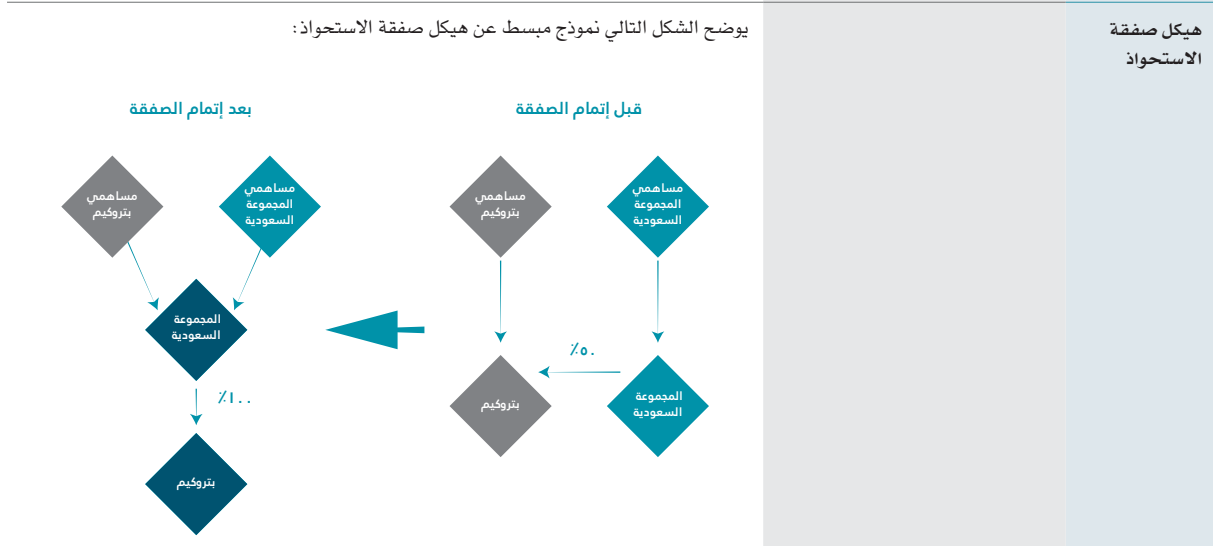 هيكل صفقة
الاستحواذ
يوضح الشكل التالي نموذج مبسط عن هيكل صفقة الاستحواذ:
قبل إتمام الصفقة
مساهمي
المجموعة
السعودية
مساهمي
بتروكيم
٪٥٠
المجموعة
السعودية
بتروكيم
بعد إتمام الصفقة
مساهمي
المجموعة
السعودية
مساهمي
بتروكيم
المجموعة
السعودية
٪١٠٠
بتروكيم